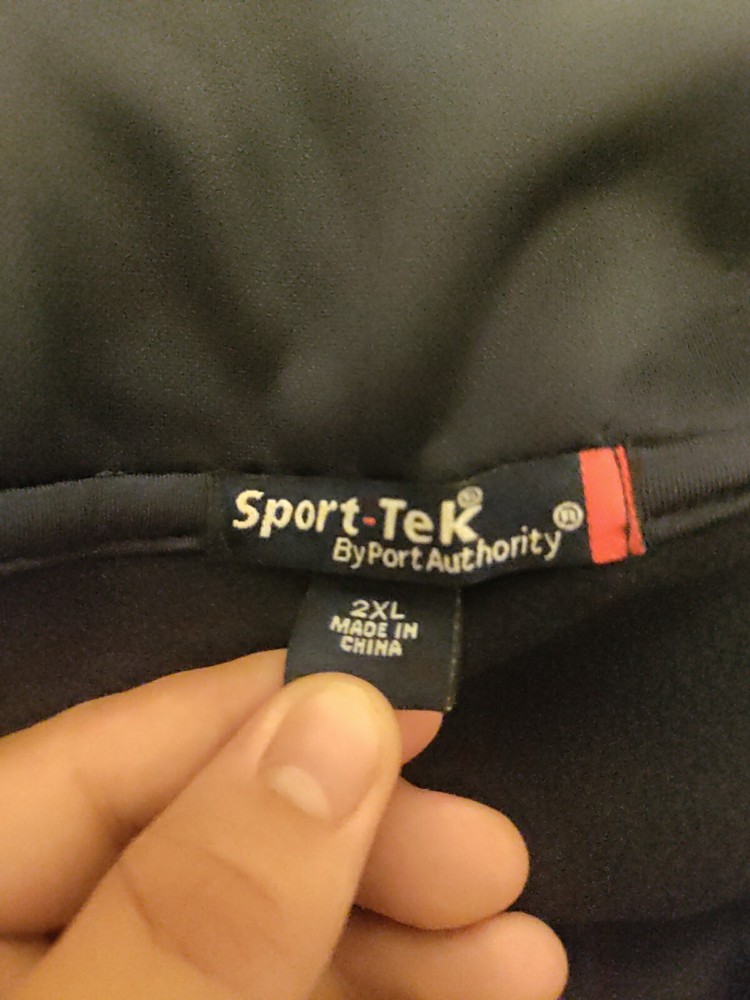 Sport-Tek®
By Port Authority®
2XL
MADE IN
CHINA